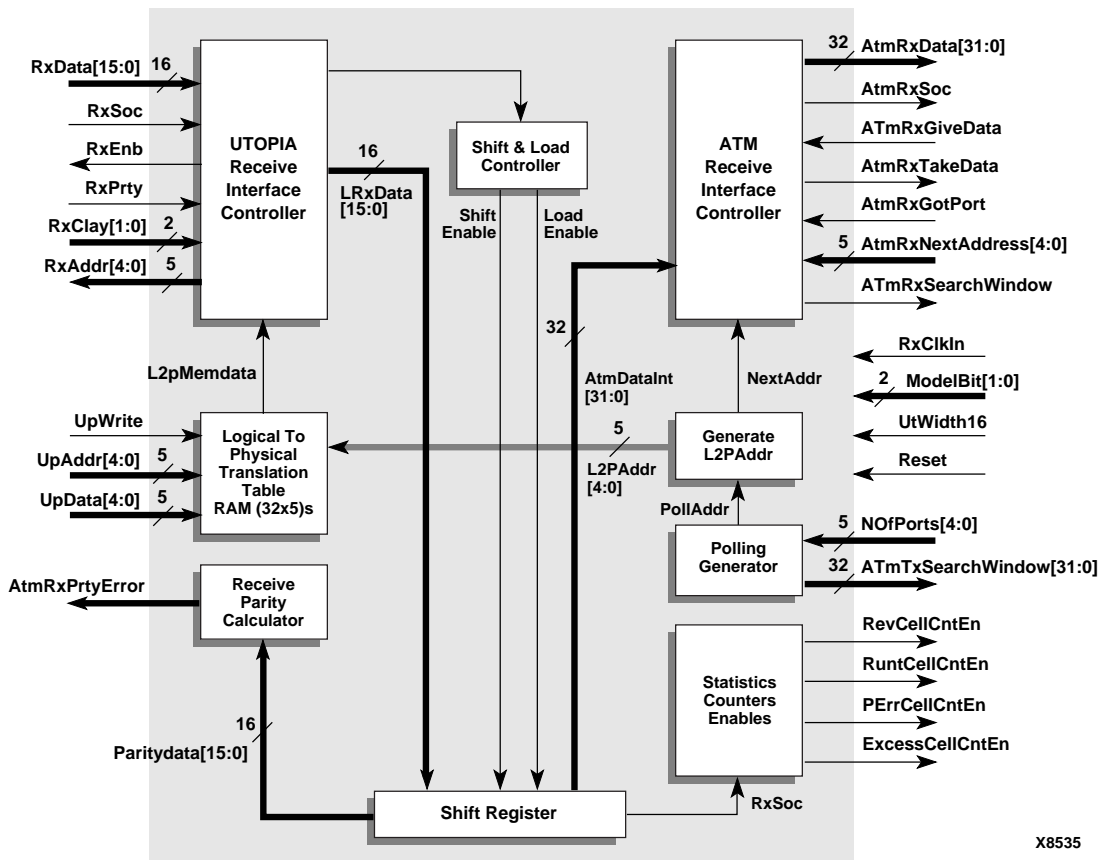 RxData[15:0]
16
RxSoc
RxEnb
RxPrty
RxClay[1:0]
2
RxAddr[4:0]
5
UTOPIA
Receive
Interface
Controller
16
LRxData
[15:0]
Shift & Load
Controller
Shift
Enable
Load
Enable
ATM
Receive
Interface
Controller
32
AtmRxData[31:0]
AtmRxSoc
ATmRxGiveData
AtmRxTakeData
AtmRxGotPort
5
AtmRxNextAddress[4:0]
ATmRxSearchWindow
32
AtmDataInt
[31:0]
L2pMemdata
NextAddr
RxClkIn
2
ModelBit[1:0]
UtWidth16
Reset
UpWrite
UpAddr[4:0]
5
UpData[4:0]
5
Logical To
Physical
Translation
Table
RAM (32x5)s
5
L2PAddr
[4:0]
Generate
L2PAddr
PollAddr
Polling
Generator
5
NOfPorts[4:0]
32
ATmTxSearchWindow[31:0]
AtmRxPrtyError
Receive
Parity
Calculator
Statistics
Counters
Enables
RevCellCntEn
RuntCellCntEn
PErrCellCntEn
ExcessCellCntEn
16
Paritydata[15:0]
Shift Register
RxSoc
X8535